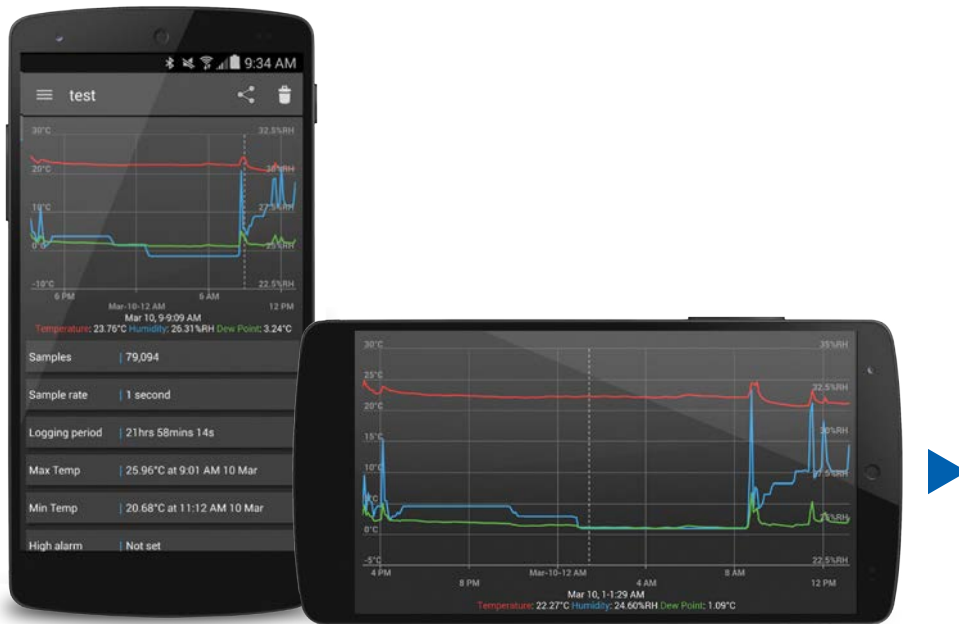 9:34 AM
test
30°C 32.5%RH
20°C 30%RH
10°C 27.5%RH
0°C 25%RH
-10°C 22.5%RH
6 PM Mar-10-12 AM 6 AM 12 PM
Mar 10, 9-9:09 AM
Temperature: 23.76°C Humidity: 26.31%RH Dew Point: 3.24°C
Samples 79,094
Sample rate 1 second
Logging period 21hrs 58mins 14s
Max Temp 25.96°C at 9:01 AM 10 Mar
Min Temp 20.68°C at 11:12 AM 10 Mar
High alarm Not set
30°C 35%RH
25°C 32.5%RH
20°C
15°C 30%RH
10°C
5°C
0°C
-5°C 22.5%RH
4 PM 8 PM Mar-10-12 AM 4 AM 8 AM 12 PM
Mar 10, 1-1:29 AM
Temperature: 22.27°C Humidity: 24.60%RH Dew Point: 1.09°C